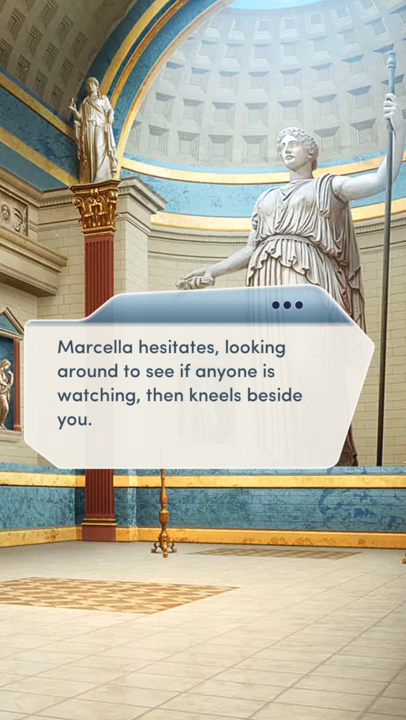 Marcella hesitates, looking
around to see if anyone is
watching, then kneels beside
you.